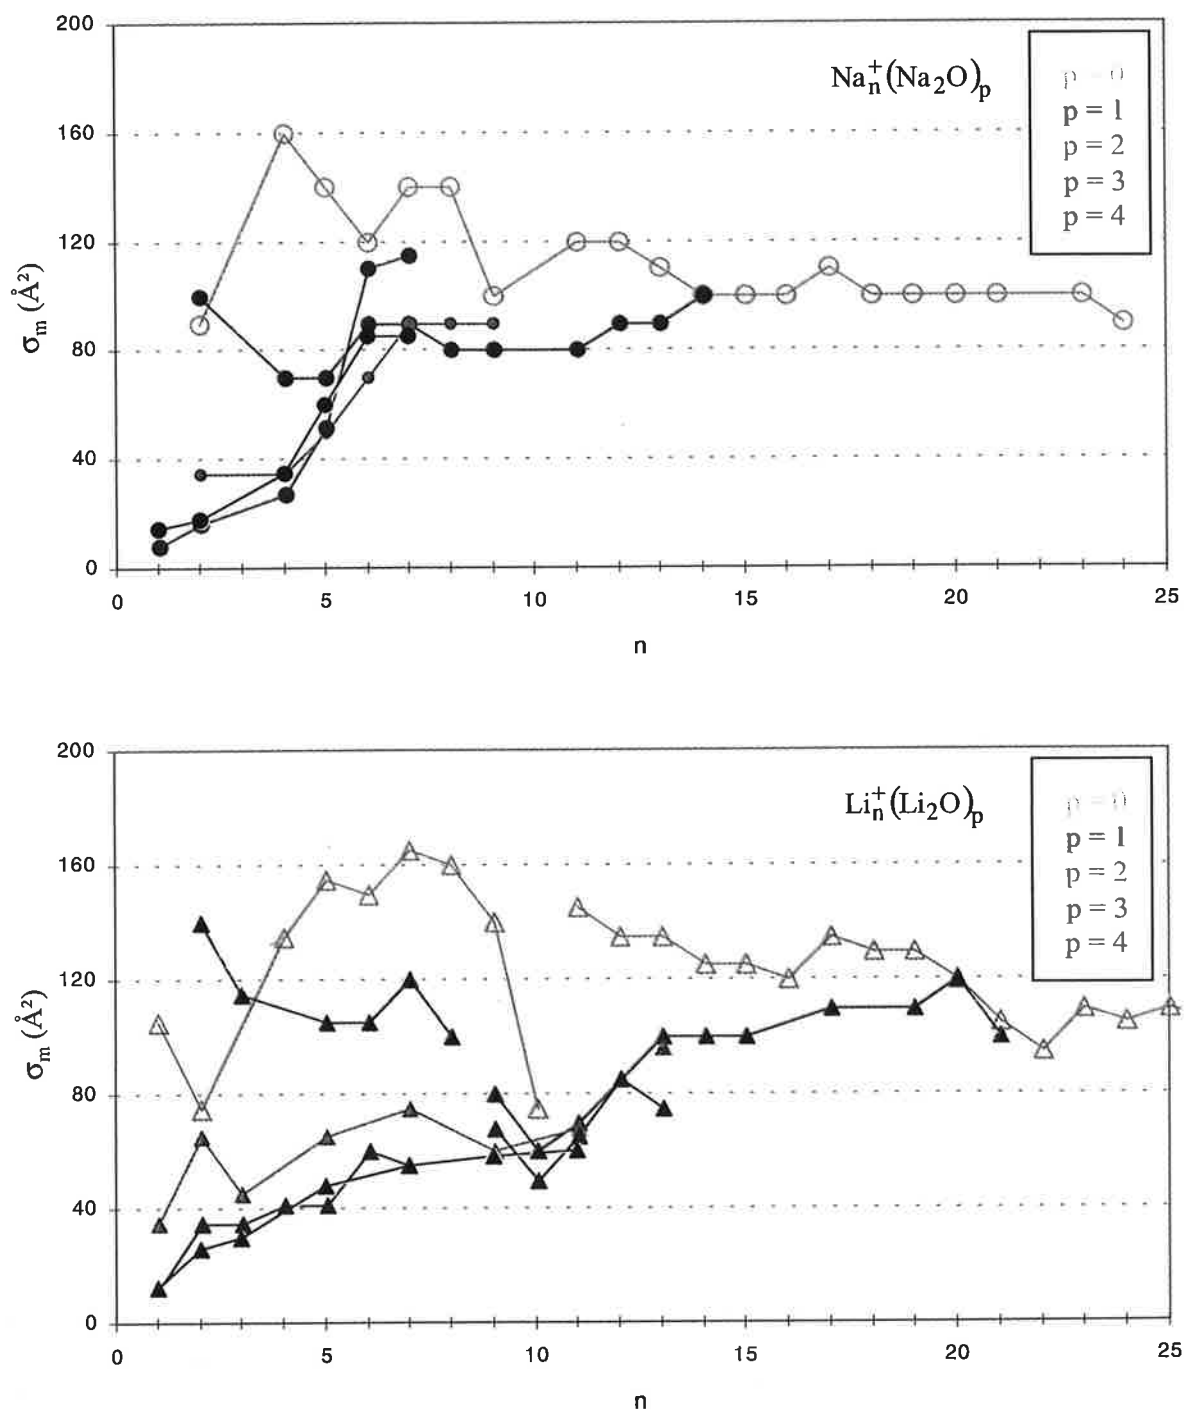 200
160
120
80
40
0
σm (Å²)
Na n + (Na2O)p
p = 0
p = 1
p = 2
p = 3
p = 4
0 5 10 15 20 25
n
200
160
120
80
40
0
σm (Å²)
Li n + (Li2O)p
p = 0
p = 1
p = 2
p = 3
p = 4
0 5 10 15 20 25
n